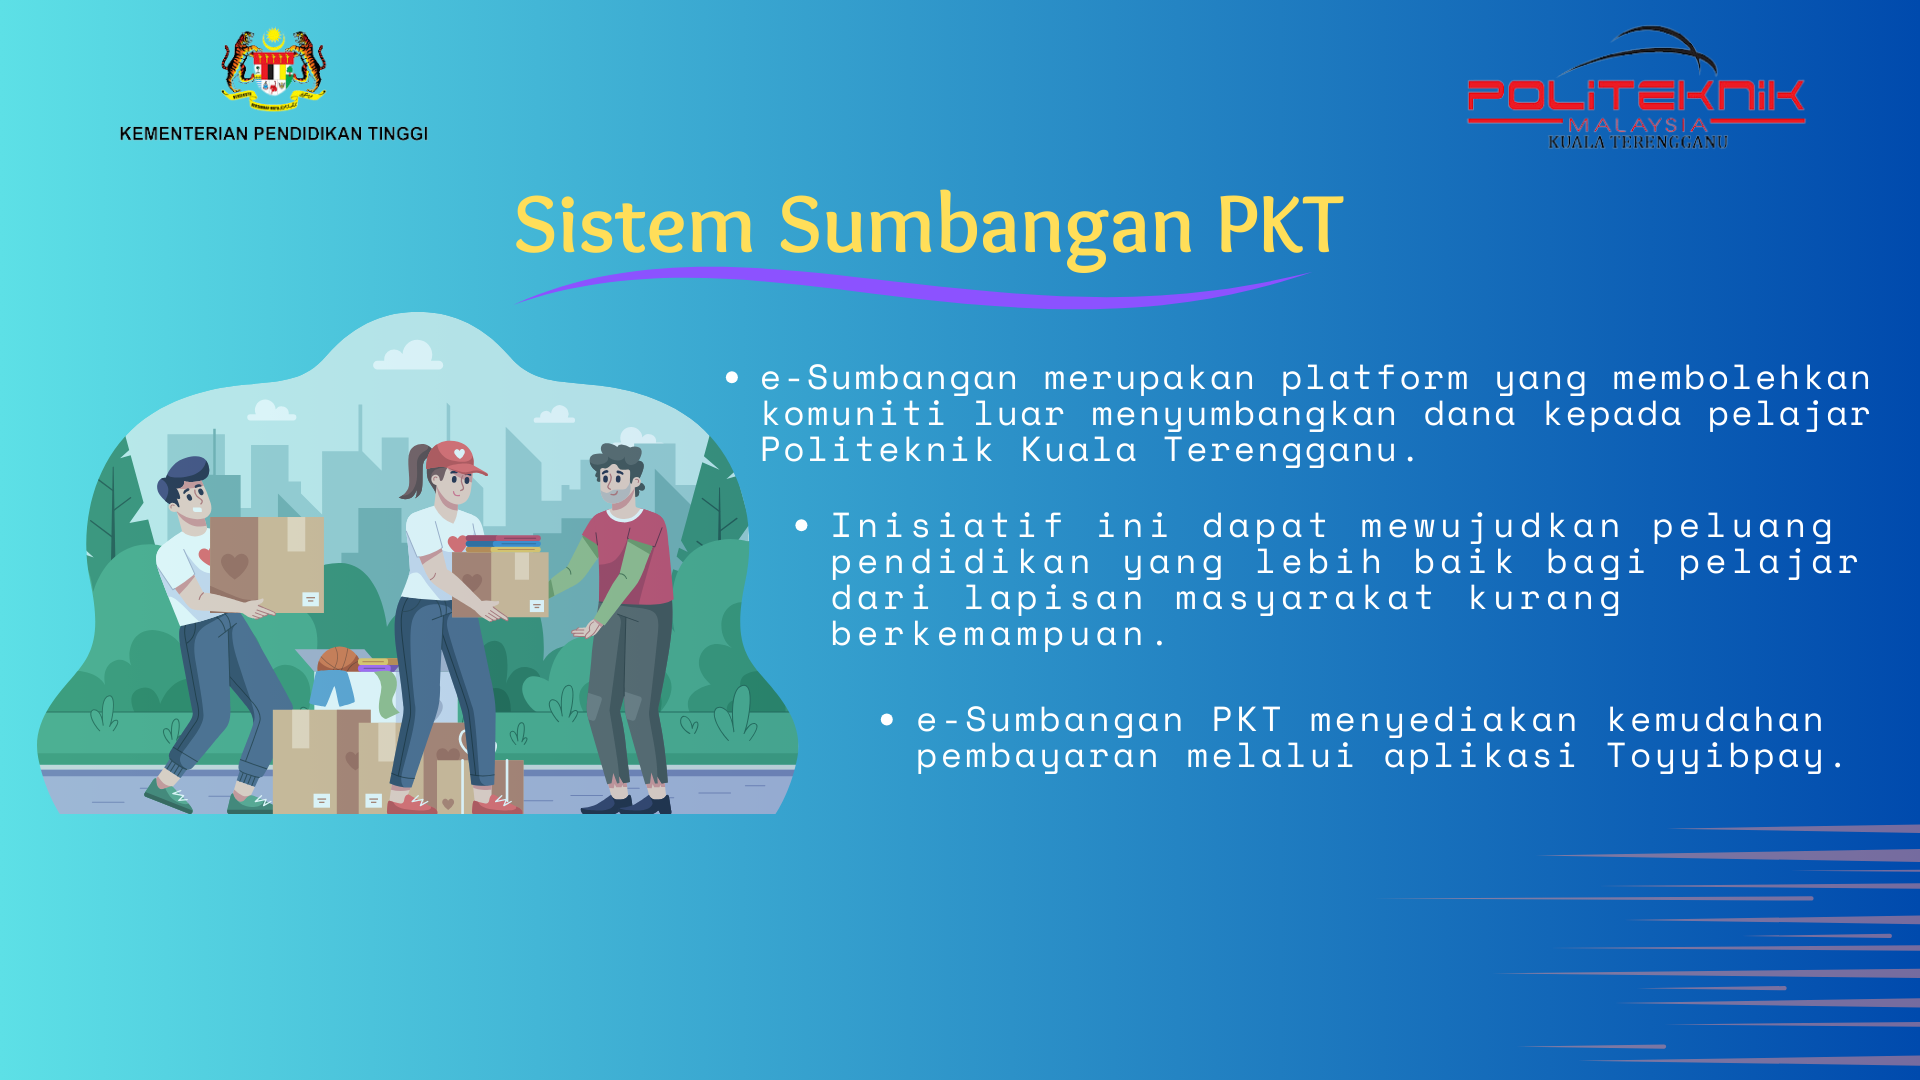 KEMENTERIAN PENDIDIKAN TINGGI
POLiTEKNiK
MALAYSIA
KUALA TERENGGANU
Sistem Sumbangan PKT
• e-Sumbangan merupakan platform yang membolehkan
komuniti luar menyumbangkan dana kepada pelajar
Politeknik Kuala Terengganu.
• Inisiatif ini dapat mewujudkan peluang
pendidikan yang lebih baik bagi pelajar
dari lapisan masyarakat kurang
berkemampuan.
• e-Sumbangan PKT menyediakan kemudahan
pembayaran melalui aplikasi Toyyibpay.